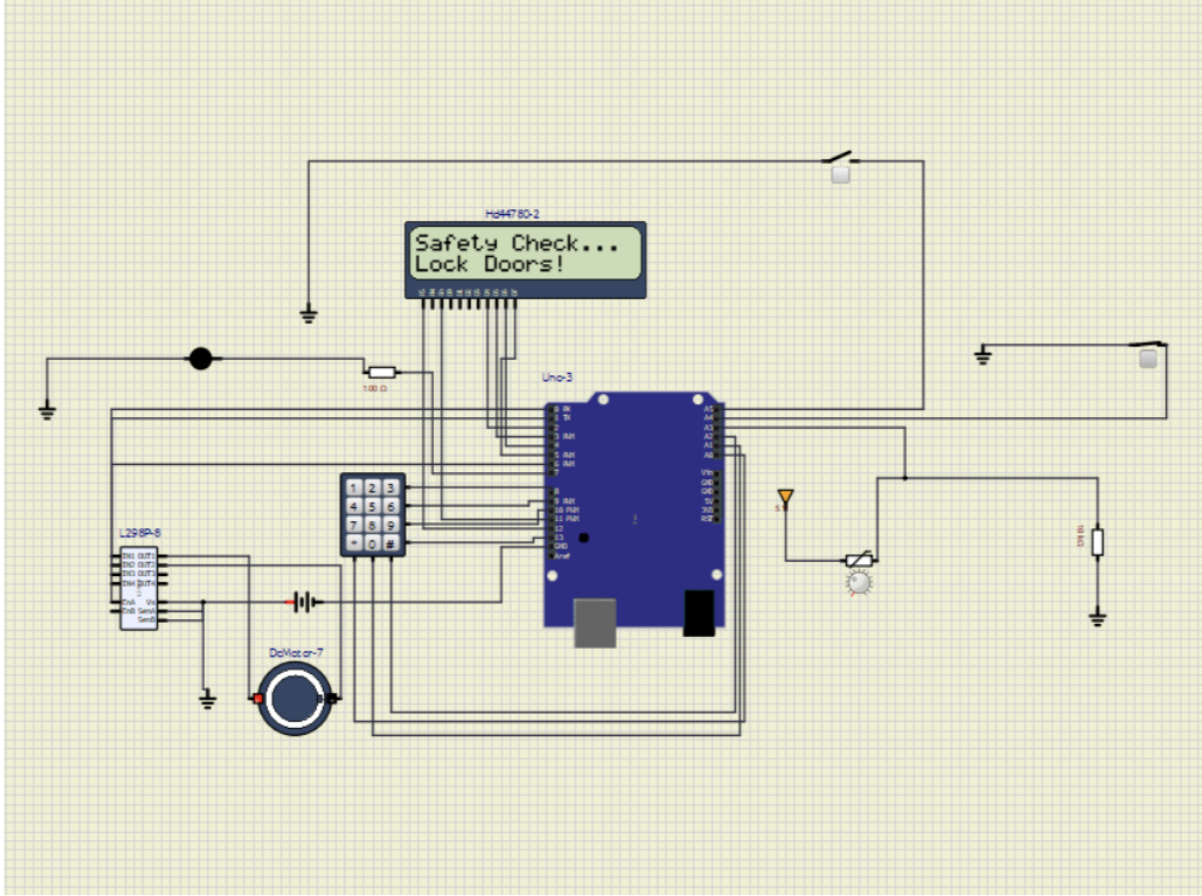 Hd44780-2
Safety Check...
Lock Doors!
100 Ω
Uno-3
0 RX
1 TX
2
3 PWM
4
5 PWM
6 PWM
7
8
9 PWM
10 PWM
11 PWM
12
13
GND
Aref
A5
A4
A3
A2
A1
A0
Vin
GND
GND
5V
3V3
RST
1 2 3
4 5 6
7 8 9
* 0 #
L298P-8
IN1 OUT1
IN2 OUT2
IN3 OUT3
IN4 OUT4
EnA Vs
EnB SenA
SenB
DcMotor-7
10 kΩ